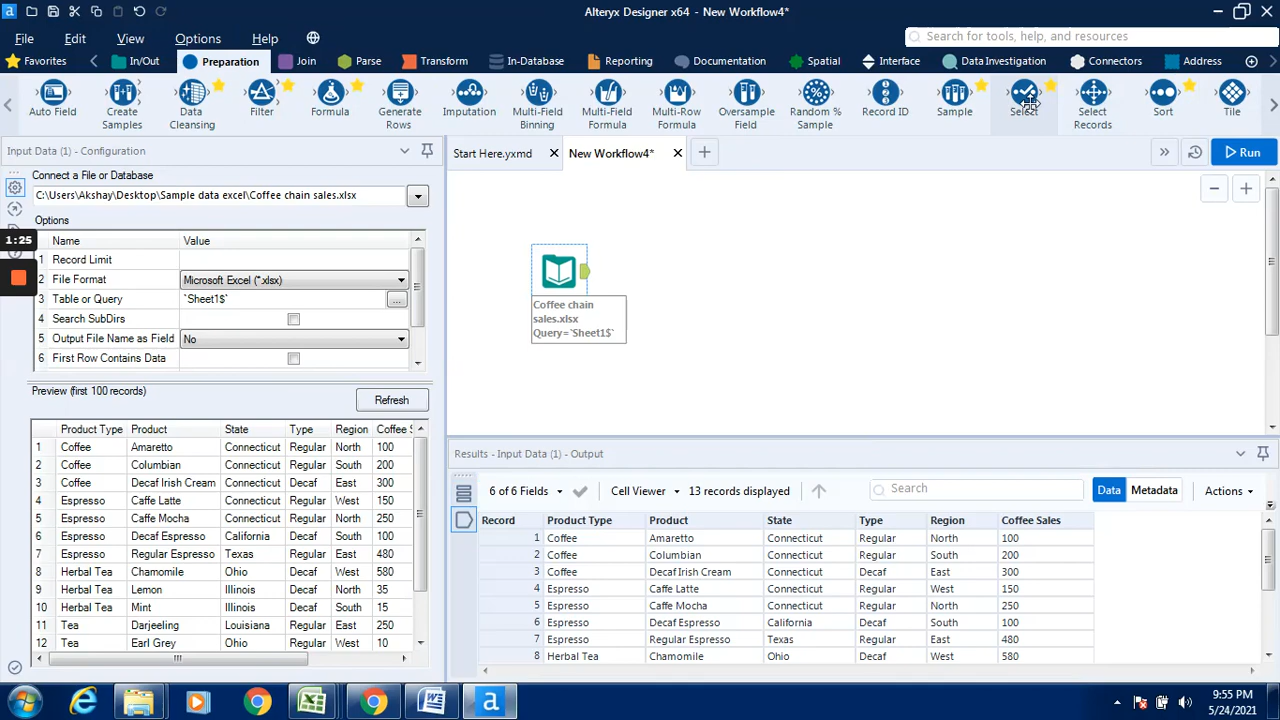 Alteryx Designer x64 - New Workflow4*
File Edit View Options Help
Search for tools, help, and resources
Favorites In/Out Preparation Join Parse Transform In-Database Reporting Documentation Spatial Interface Data Investigation Connectors Address
Auto Field
Create Samples
Data Cleansing
Filter
Formula
Generate Rows
Imputation
Multi-Field Binning
Multi-Field Formula
Multi-Row Formula
Oversample Field
Random % Sample
Record ID
Sample
Select
Select Records
Sort
Tile
Input Data (1) - Configuration
Start Here.yxmd
New Workflow4*
Run
Connect a File or Database
C:\Users\Akshay\Desktop\Sample data excel\Coffee chain sales.xlsx
Options
1:25
Name Value
1 Record Limit
2 File Format Microsoft Excel (*.xlsx)
3 Table or Query `Sheet1$` ...
4 Search SubDirs
5 Output File Name as Field No
6 First Row Contains Data
Coffee chain
sales.xlsx
Query=`Sheet1$`
Preview (first 100 records)
Refresh
Product Type Product State Type Region Coffee S
1 Coffee Amaretto Connecticut Regular North 100
2 Coffee Columbian Connecticut Regular South 200
3 Coffee Decaf Irish Cream Connecticut Decaf East 300
4 Espresso Caffe Latte Connecticut Regular West 150
5 Espresso Caffe Mocha Connecticut Regular North 250
6 Espresso Decaf Espresso California Decaf South 100
7 Espresso Regular Espresso Texas Regular East 480
8 Herbal Tea Chamomile Ohio Decaf West 580
9 Herbal Tea Lemon Illinois Decaf North 35
10 Herbal Tea Mint Illinois Decaf South 15
11 Tea Darjeeling Louisiana Regular East 250
12 Tea Earl Grey Ohio Regular West 10
Results - Input Data (1) - Output
6 of 6 Fields Cell Viewer 13 records displayed Search Data Metadata Actions
Record Product Type Product State Type Region Coffee Sales
1 Coffee Amaretto Connecticut Regular North 100
2 Coffee Columbian Connecticut Regular South 200
3 Coffee Decaf Irish Cream Connecticut Decaf East 300
4 Espresso Caffe Latte Connecticut Regular West 150
5 Espresso Caffe Mocha Connecticut Regular North 250
6 Espresso Decaf Espresso California Decaf South 100
7 Espresso Regular Espresso Texas Regular East 480
8 Herbal Tea Chamomile Ohio Decaf West 580
9:55 PM
5/24/2021